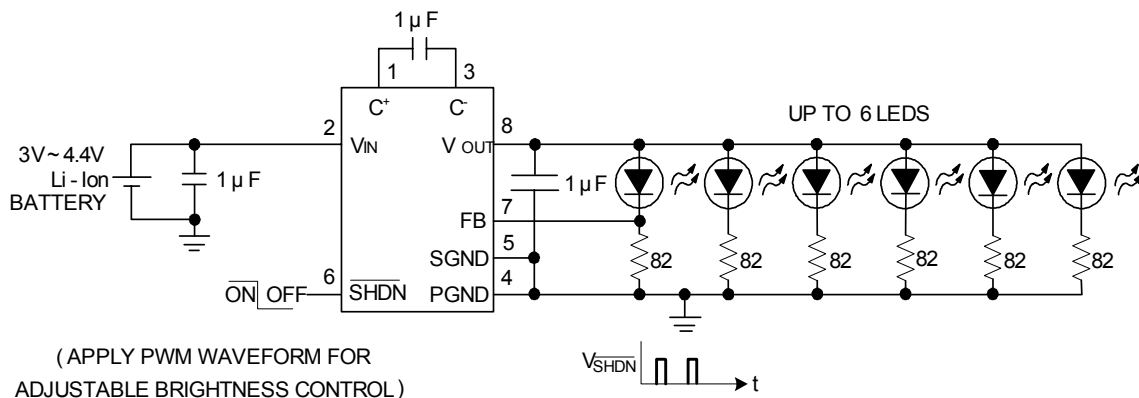 1 µ F
1
3
C+
C-
2
VIN
V OUT
8
UP TO 6 LEDS
3V ~ 4.4V
Li - Ion
BATTERY
1 µ F
1 µ F
FB
7
SGND
5
82
82
82
82
82
82
ON OFF
6
SHDN
PGND
4
( APPLY PWM WAVEFORM FOR
ADJUSTABLE BRIGHTNESS CONTROL )
VSHDN
t